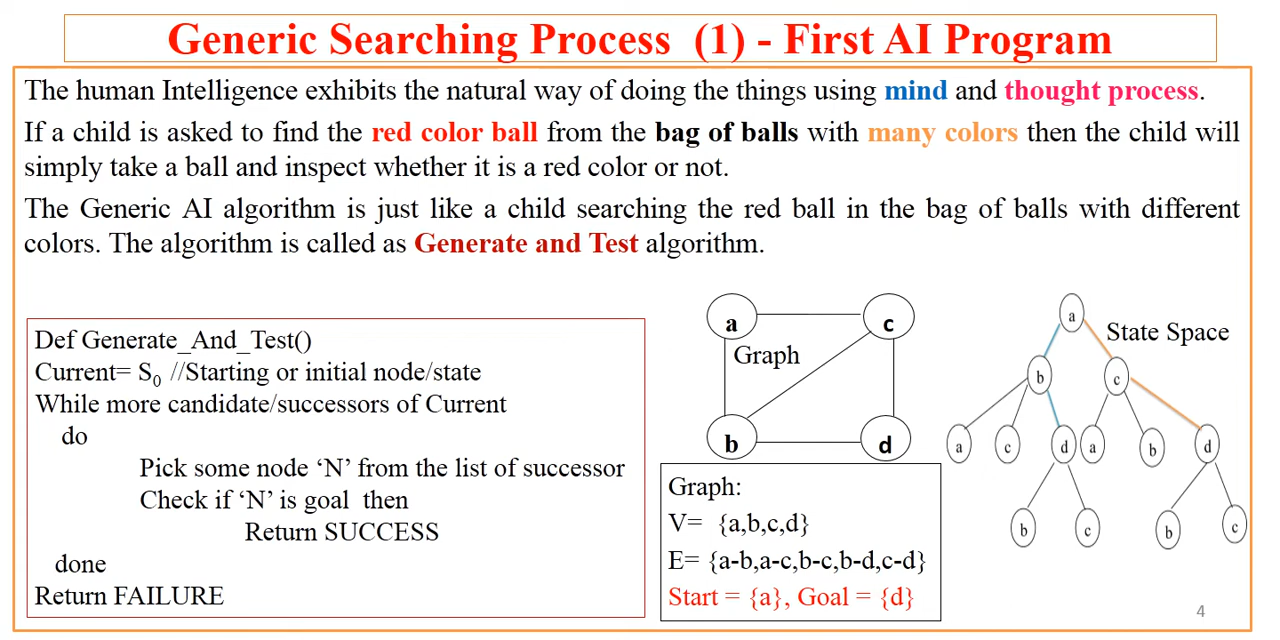 Generic Searching Process (1) - First AI Program
The human Intelligence exhibits the natural way of doing the things using mind and thought process.
If a child is asked to find the red color ball from the bag of balls with many colors then the child will
simply take a ball and inspect whether it is a red color or not.
The Generic AI algorithm is just like a child searching the red ball in the bag of balls with different
colors. The algorithm is called as Generate and Test algorithm.
Def Generate_And_Test()
Current= S₀ //Starting or initial node/state
While more candidate/successors of Current
do
Pick some node ‘N’ from the list of successor
Check if ‘N’ is goal then
Return SUCCESS
done
Return FAILURE
a
c
Graph
b
d
Graph:
V= {a,b,c,d}
E= {a-b,a-c,b-c,b-d,c-d}
Start = {a}, Goal = {d}
a
State Space
b
c
a
c
d
a
b
d
b
c
b
c
4